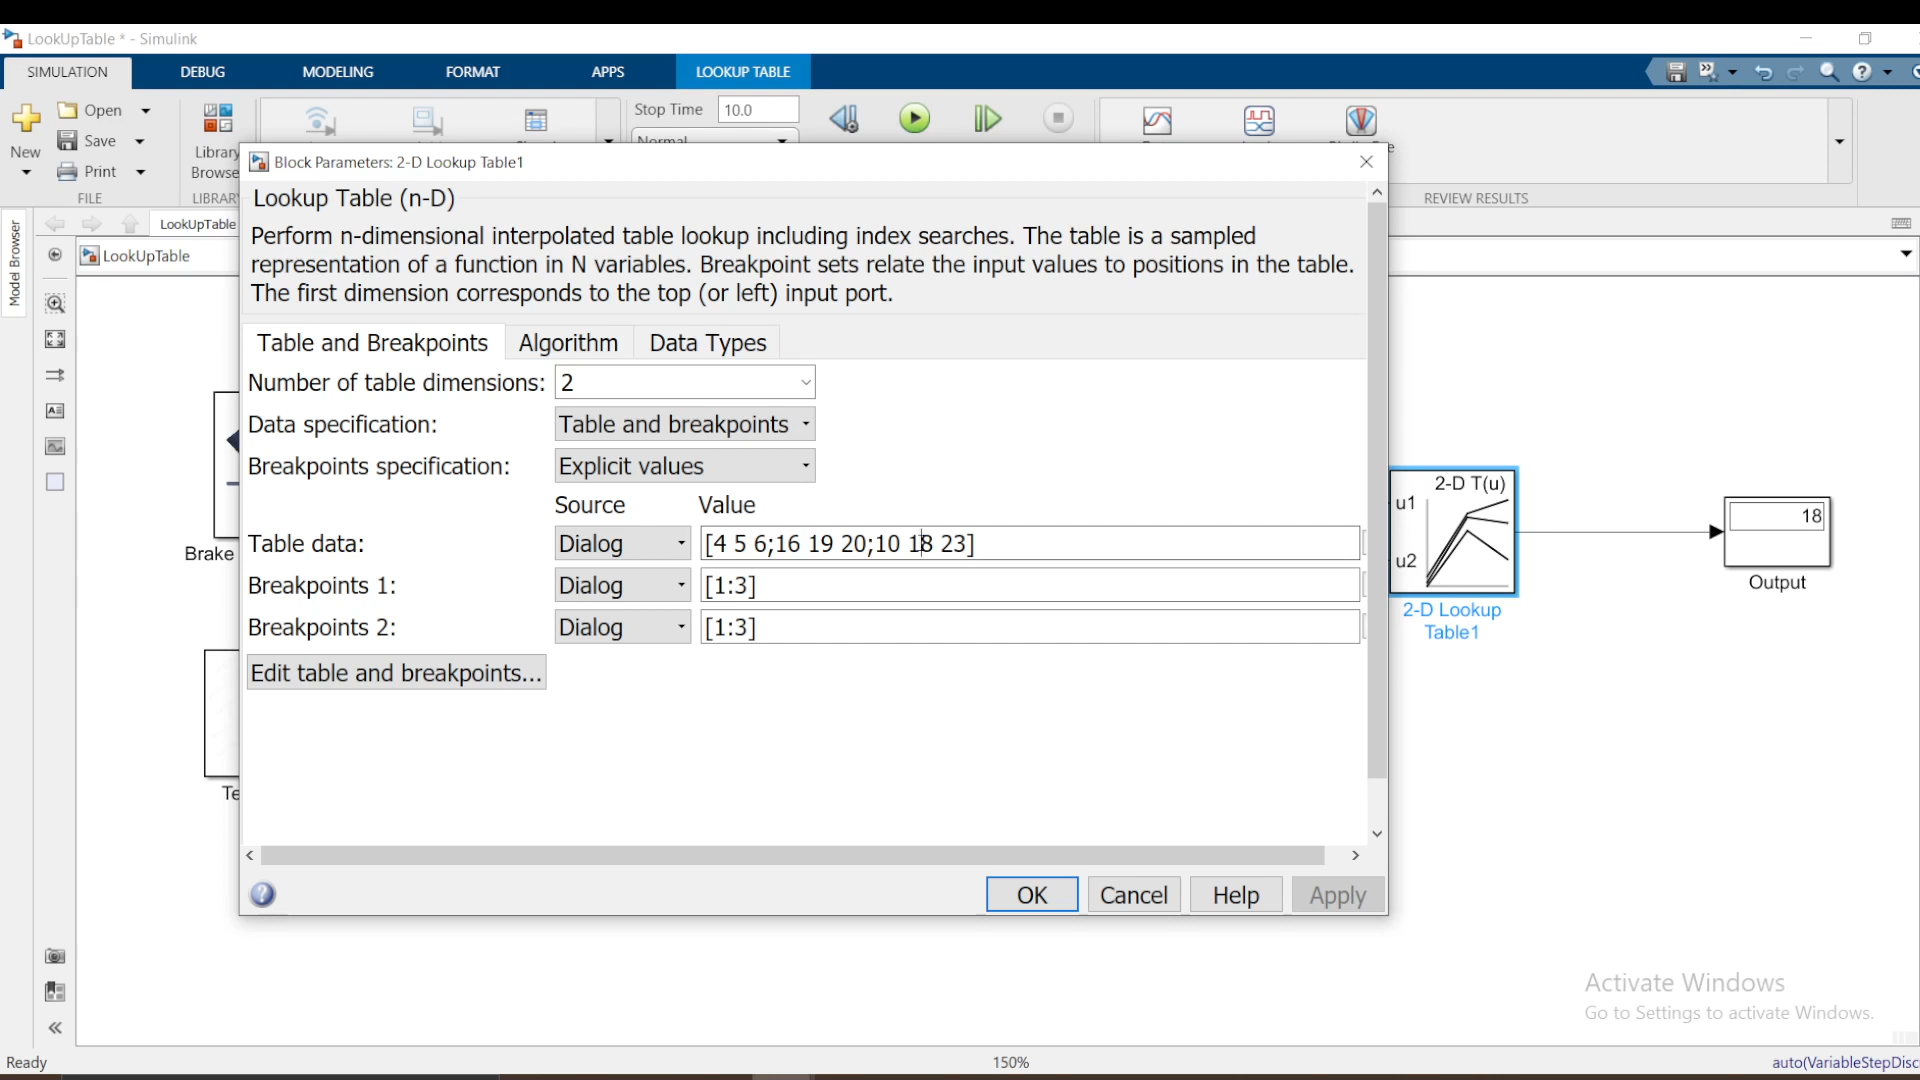 LookUpTable * - Simulink
SIMULATION DEBUG MODELING FORMAT APPS LOOKUP TABLE
New
Open
Save
Print
FILE
Library
Browse
LIBRAR
Stop Time 10.0
Normal
REVIEW RESULTS
Model Browser
LookUpTable
LookUpTable
Block Parameters: 2-D Lookup Table1
Lookup Table (n-D)
Perform n-dimensional interpolated table lookup including index searches. The table is a sampled
representation of a function in N variables. Breakpoint sets relate the input values to positions in the table.
The first dimension corresponds to the top (or left) input port.
Table and Breakpoints Algorithm Data Types
Number of table dimensions: 2
Data specification: Table and breakpoints
Breakpoints specification: Explicit values
Source Value
Table data: Dialog [4 5 6;16 19 20;10 18 23]
Breakpoints 1: Dialog [1:3]
Breakpoints 2: Dialog [1:3]
Edit table and breakpoints...
OK Cancel Help Apply
Brake
Te
2-D T(u)
u1
u2
2-D Lookup
Table1
18
Output
Activate Windows
Go to Settings to activate Windows.
Ready 150% auto(VariableStepDisc